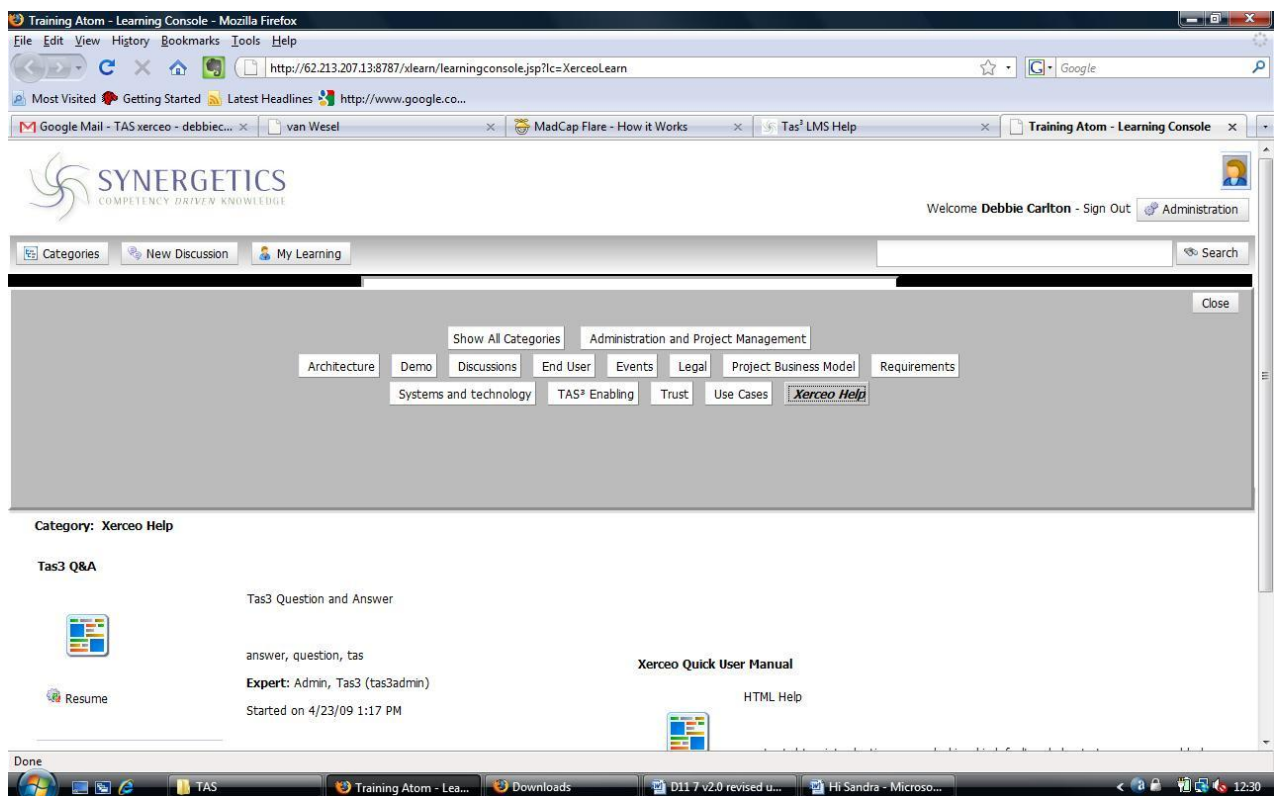 Training Atom - Learning Console - Mozilla Firefox
File Edit View History Bookmarks Tools Help
http://62.213.207.13:8787/xlearn/learningconsole.jsp?lc=XerceoLearn
G Google
Most Visited Getting Started Latest Headlines http://www.google.co...
Google Mail - TAS xerceo - debbiec... van Wesel MadCap Flare - How it Works Tas³ LMS Help Training Atom - Learning Console
SYNERGETICS
COMPETENCY DRIVEN KNOWLEDGE
Welcome Debbie Carlton - Sign Out Administration
Categories New Discussion My Learning Search
Close
Show All Categories Administration and Project Management
Architecture Demo Discussions End User Events Legal Project Business Model Requirements
Systems and technology TAS³ Enabling Trust Use Cases Xerceo Help
Category: Xerceo Help
Tas3 Q&A
Tas3 Question and Answer
answer, question, tas
Expert: Admin, Tas3 (tas3admin)
Resume
Started on 4/23/09 1:17 PM
Xerceo Quick User Manual
HTML Help
Done
TAS Training Atom - Lea... Downloads D11 7 v2.0 revised u... Hi Sandra - Microso... 12:30